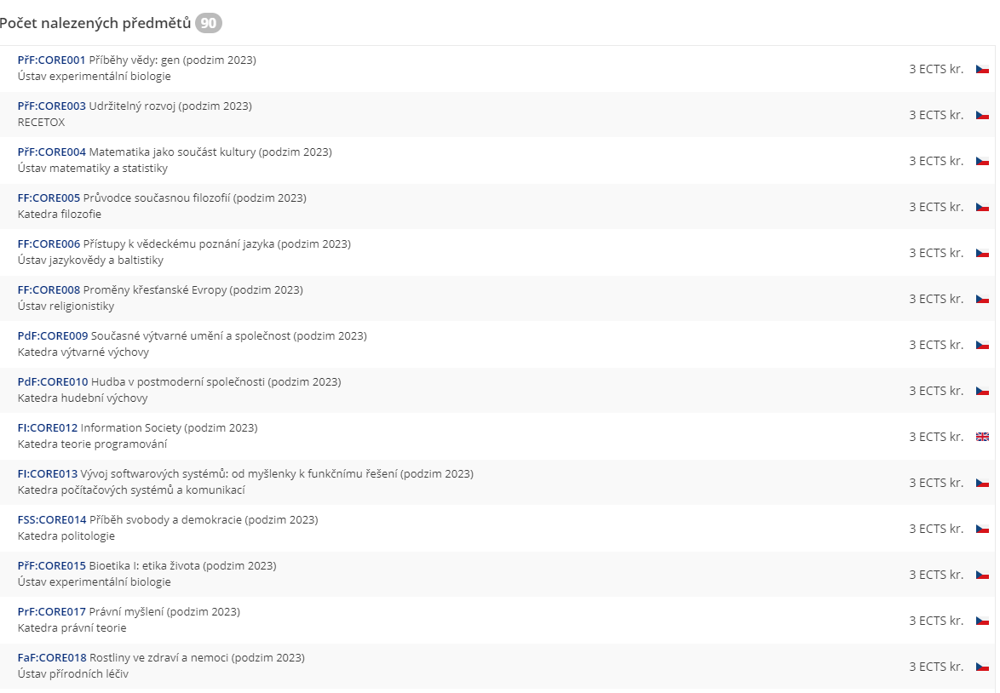 Počet nalezených předmětů 90
PřF:CORE001 Příběhy vědy: gen (podzim 2023)
Ústav experimentální biologie
3 ECTS kr.
PřF:CORE003 Udržitelný rozvoj (podzim 2023)
RECETOX
3 ECTS kr.
PřF:CORE004 Matematika jako součást kultury (podzim 2023)
Ústav matematiky a statistiky
3 ECTS kr.
FF:CORE005 Průvodce současnou filozofií (podzim 2023)
Katedra filozofie
3 ECTS kr.
FF:CORE006 Přístupy k vědeckému poznání jazyka (podzim 2023)
Ústav jazykovědy a baltistiky
3 ECTS kr.
FF:CORE008 Proměny křesťanské Evropy (podzim 2023)
Ústav religionistiky
3 ECTS kr.
PdF:CORE009 Současné výtvarné umění a společnost (podzim 2023)
Katedra výtvarné výchovy
3 ECTS kr.
PdF:CORE010 Hudba v postmoderní společnosti (podzim 2023)
Katedra hudební výchovy
3 ECTS kr.
FI:CORE012 Information Society (podzim 2023)
Katedra teorie programování
3 ECTS kr.
FI:CORE013 Vývoj softwarových systémů: od myšlenky k funkčnímu řešení (podzim 2023)
Katedra počítačových systémů a komunikací
3 ECTS kr.
FSS:CORE014 Příběh svobody a demokracie (podzim 2023)
Katedra politologie
3 ECTS kr.
PřF:CORE015 Bioetika I: etika života (podzim 2023)
Ústav experimentální biologie
3 ECTS kr.
PrF:CORE017 Právní myšlení (podzim 2023)
Katedra právní teorie
3 ECTS kr.
FaF:CORE018 Rostliny ve zdraví a nemoci (podzim 2023)
Ústav přírodních léčiv
3 ECTS kr.